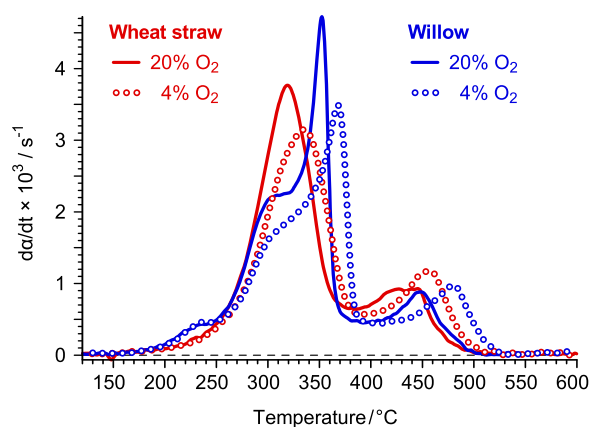 Wheat straw Willow
20% O₂ 20% O₂
4% O₂ 4% O₂
4
3
2
1
0
dα/dt × 10³ / s⁻¹
150 200 250 300 350 400 450 500 550 600
Temperature / °C